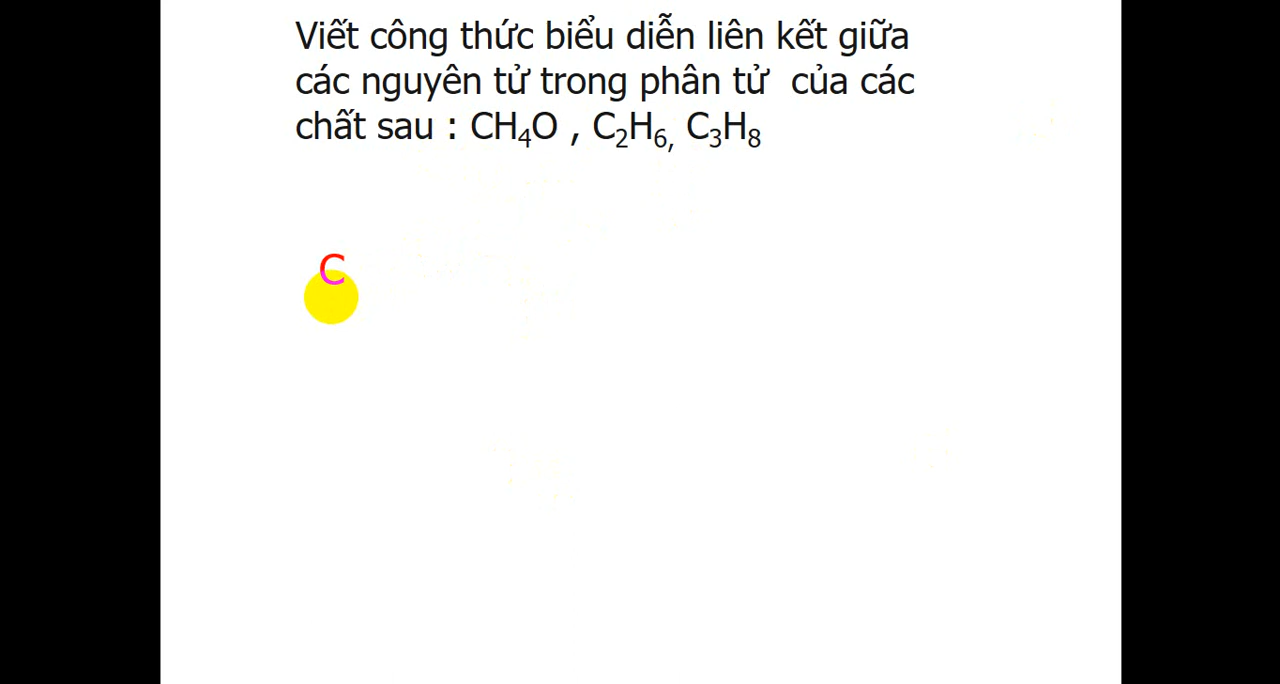 Viết công thức biểu diễn liên kết giữa
các nguyên tử trong phân tử của các
chất sau : CH₄O , C₂H₆, C₃H₈
C